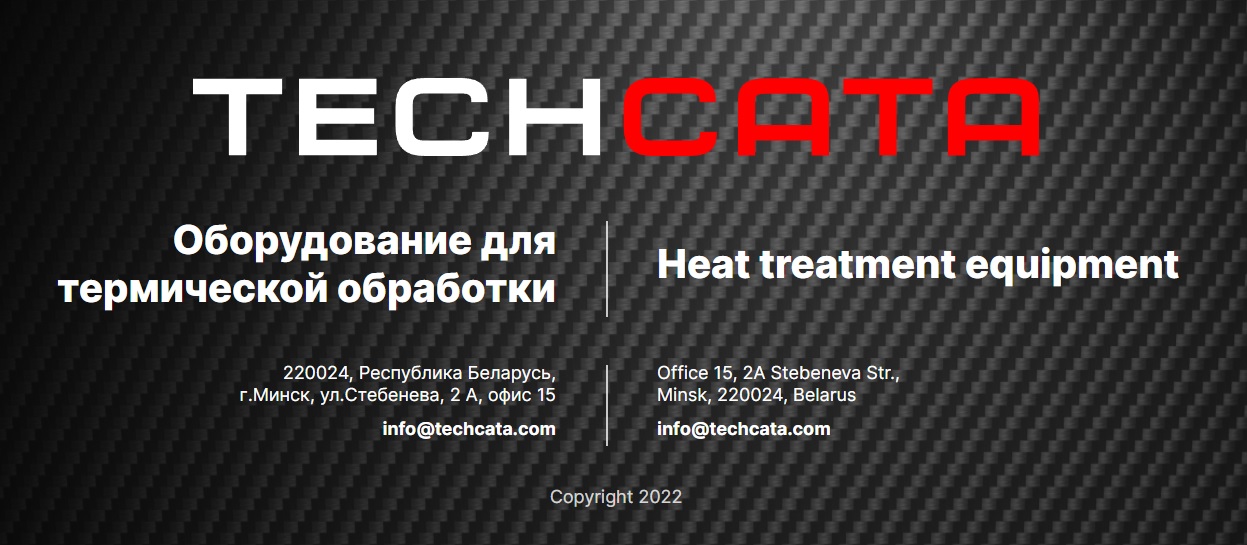 TECHCATA
Оборудование для
термической обработки
Heat treatment equipment
220024, Республика Беларусь,
г.Минск, ул.Стебенева, 2 А, офис 15
info@techcata.com
Office 15, 2A Stebeneva Str.,
Minsk, 220024, Belarus
info@techcata.com
Copyright 2022